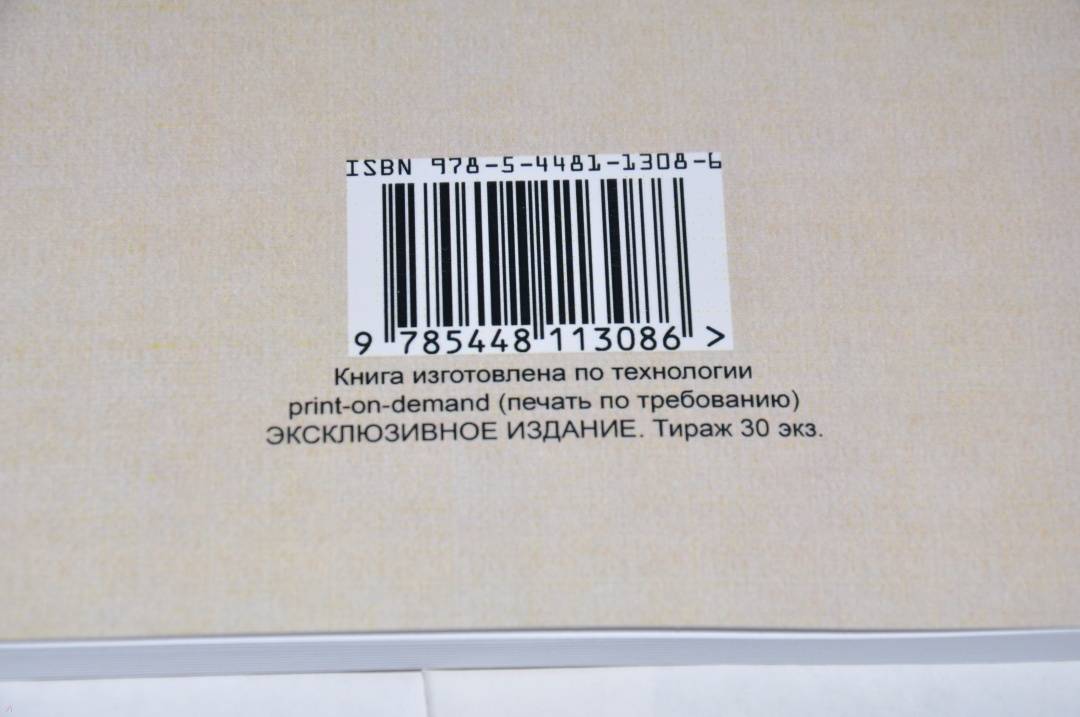 ISBN 978-5-4481-1308-6
9 785448 113086 >
Книга изготовлена по технологии
print-on-demand (печать по требованию)
ЭКСКЛЮЗИВНОЕ ИЗДАНИЕ. Тираж 30 экз.